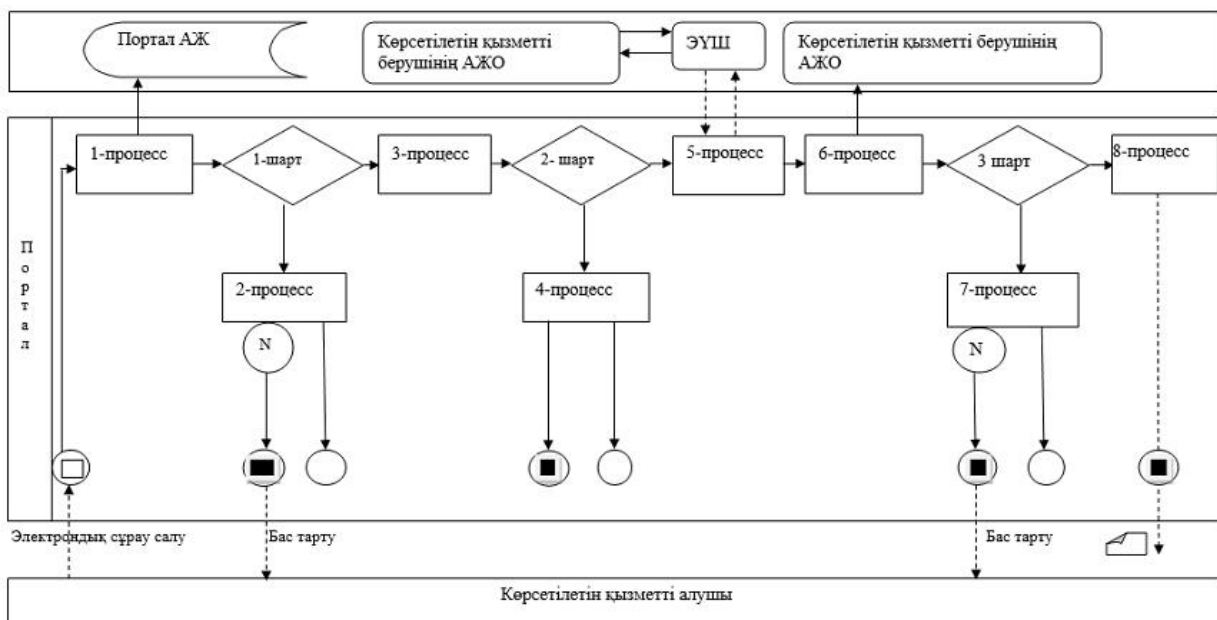 Портал АЖ
Көрсетілетін қызметті
берушінің АЖО
ЭҮШ
Көрсетілетін қызметті берушінің
АЖО
1-процесс
1-шарт
3-процесс
2- шарт
5-процесс
6-процесс
3 шарт
8-процесс
Портал
2-процесс
4-процесс
7-процесс
N
N
Электрондық сұрау салу
Бас тарту
Бас тарту
Көрсетілетін қызметті алушы